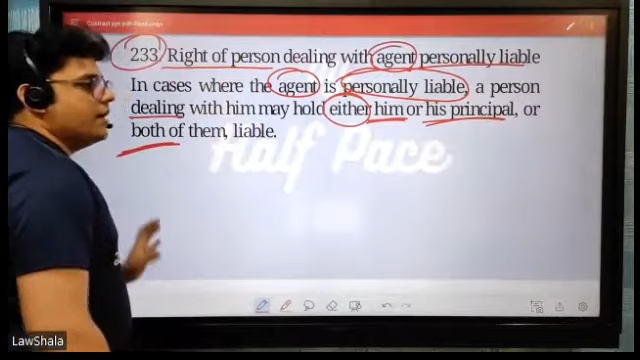 233 Right of person dealing with agent personally liable
In cases where the agent is personally liable, a person
dealing with him may hold either him or his principal, or
both of them, liable.
Half Pace
LawShala